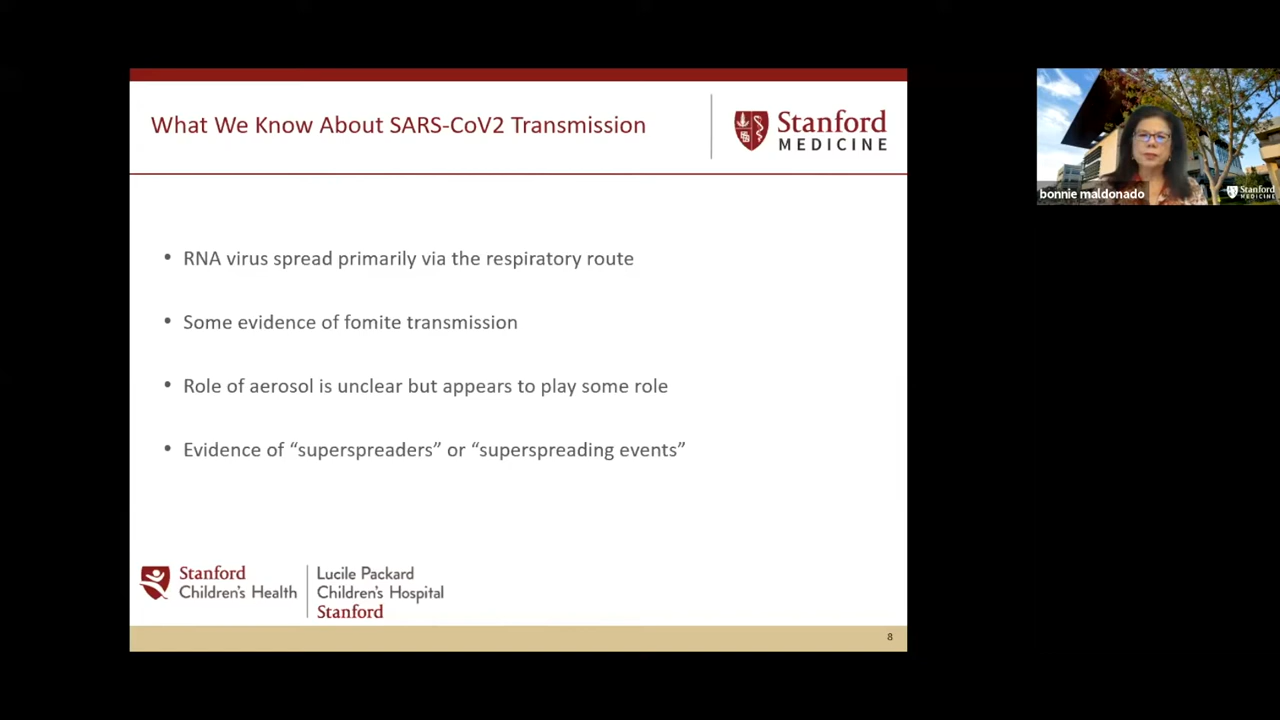 What We Know About SARS-CoV2 Transmission
Stanford
MEDICINE
• RNA virus spread primarily via the respiratory route
• Some evidence of fomite transmission
• Role of aerosol is unclear but appears to play some role
• Evidence of “superspreaders” or “superspreading events”
Stanford
Children's Health
Lucile Packard
Children's Hospital
Stanford
8
bonnie maldonado
Stanford
MEDICINE